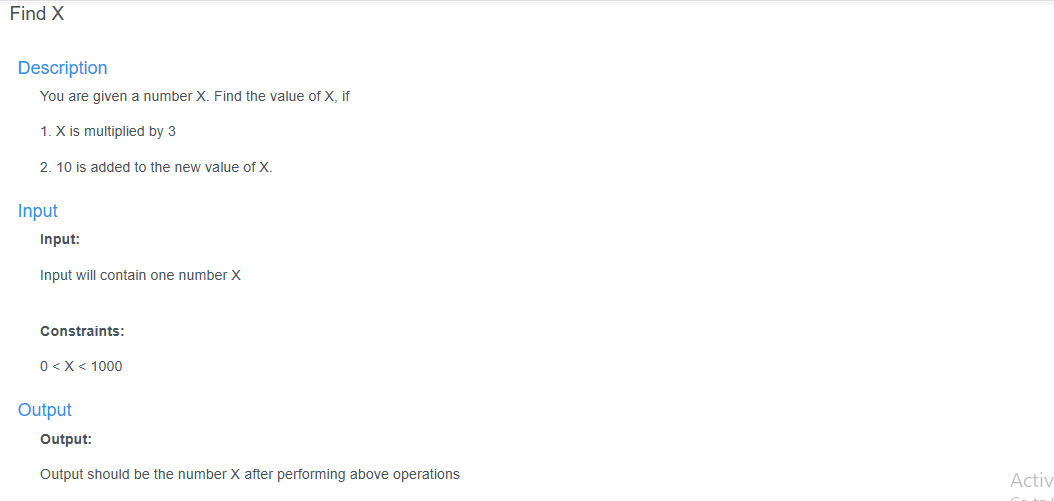 Find X
Description
You are given a number X. Find the value of X, if
1. X is multiplied by 3
2. 10 is added to the new value of X.
Input
Input:
Input will contain one number X
Constraints:
0 < X < 1000
Output
Output:
Output should be the number X after performing above operations
Activ